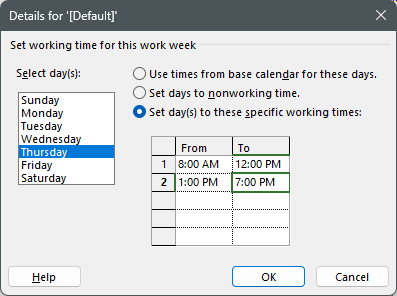 Details for '[Default]'
Set working time for this work week
Select day(s):
Sunday
Monday
Tuesday
Wednesday
Thursday
Friday
Saturday
Use times from base calendar for these days.
Set days to nonworking time.
Set day(s) to these specific working times:
From To
1 8:00 AM 12:00 PM
2 1:00 PM 7:00 PM
Help OK Cancel